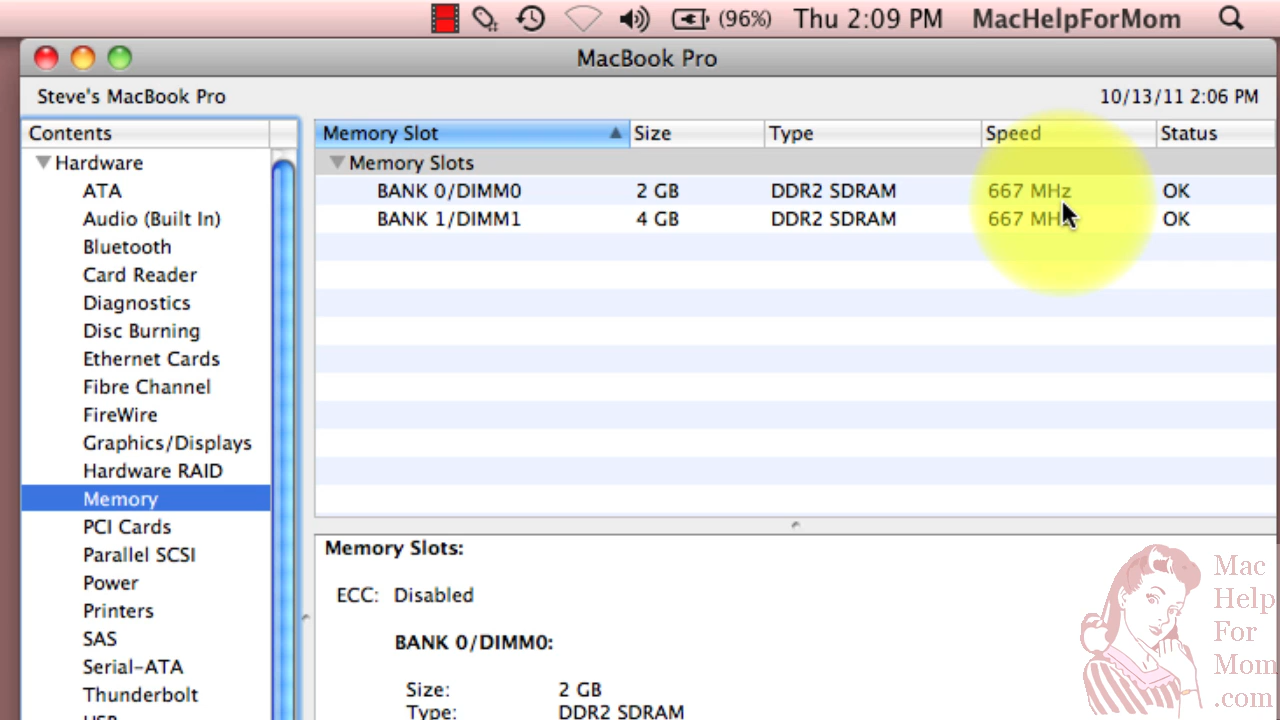 (96%) Thu 2:09 PM MacHelpForMom
MacBook Pro
Steve's MacBook Pro 10/13/11 2:06 PM
Contents
Hardware
ATA
Audio (Built In)
Bluetooth
Card Reader
Diagnostics
Disc Burning
Ethernet Cards
Fibre Channel
FireWire
Graphics/Displays
Hardware RAID
Memory
PCI Cards
Parallel SCSI
Power
Printers
SAS
Serial-ATA
Thunderbolt
USB
Memory Slot Size Type Speed Status
Memory Slots
BANK 0/DIMM0 2 GB DDR2 SDRAM 667 MHz OK
BANK 1/DIMM1 4 GB DDR2 SDRAM 667 MHz OK
Memory Slots:
ECC: Disabled
BANK 0/DIMM0:
Size: 2 GB
Type: DDR2 SDRAM
Mac
Help
For
Mom
.com